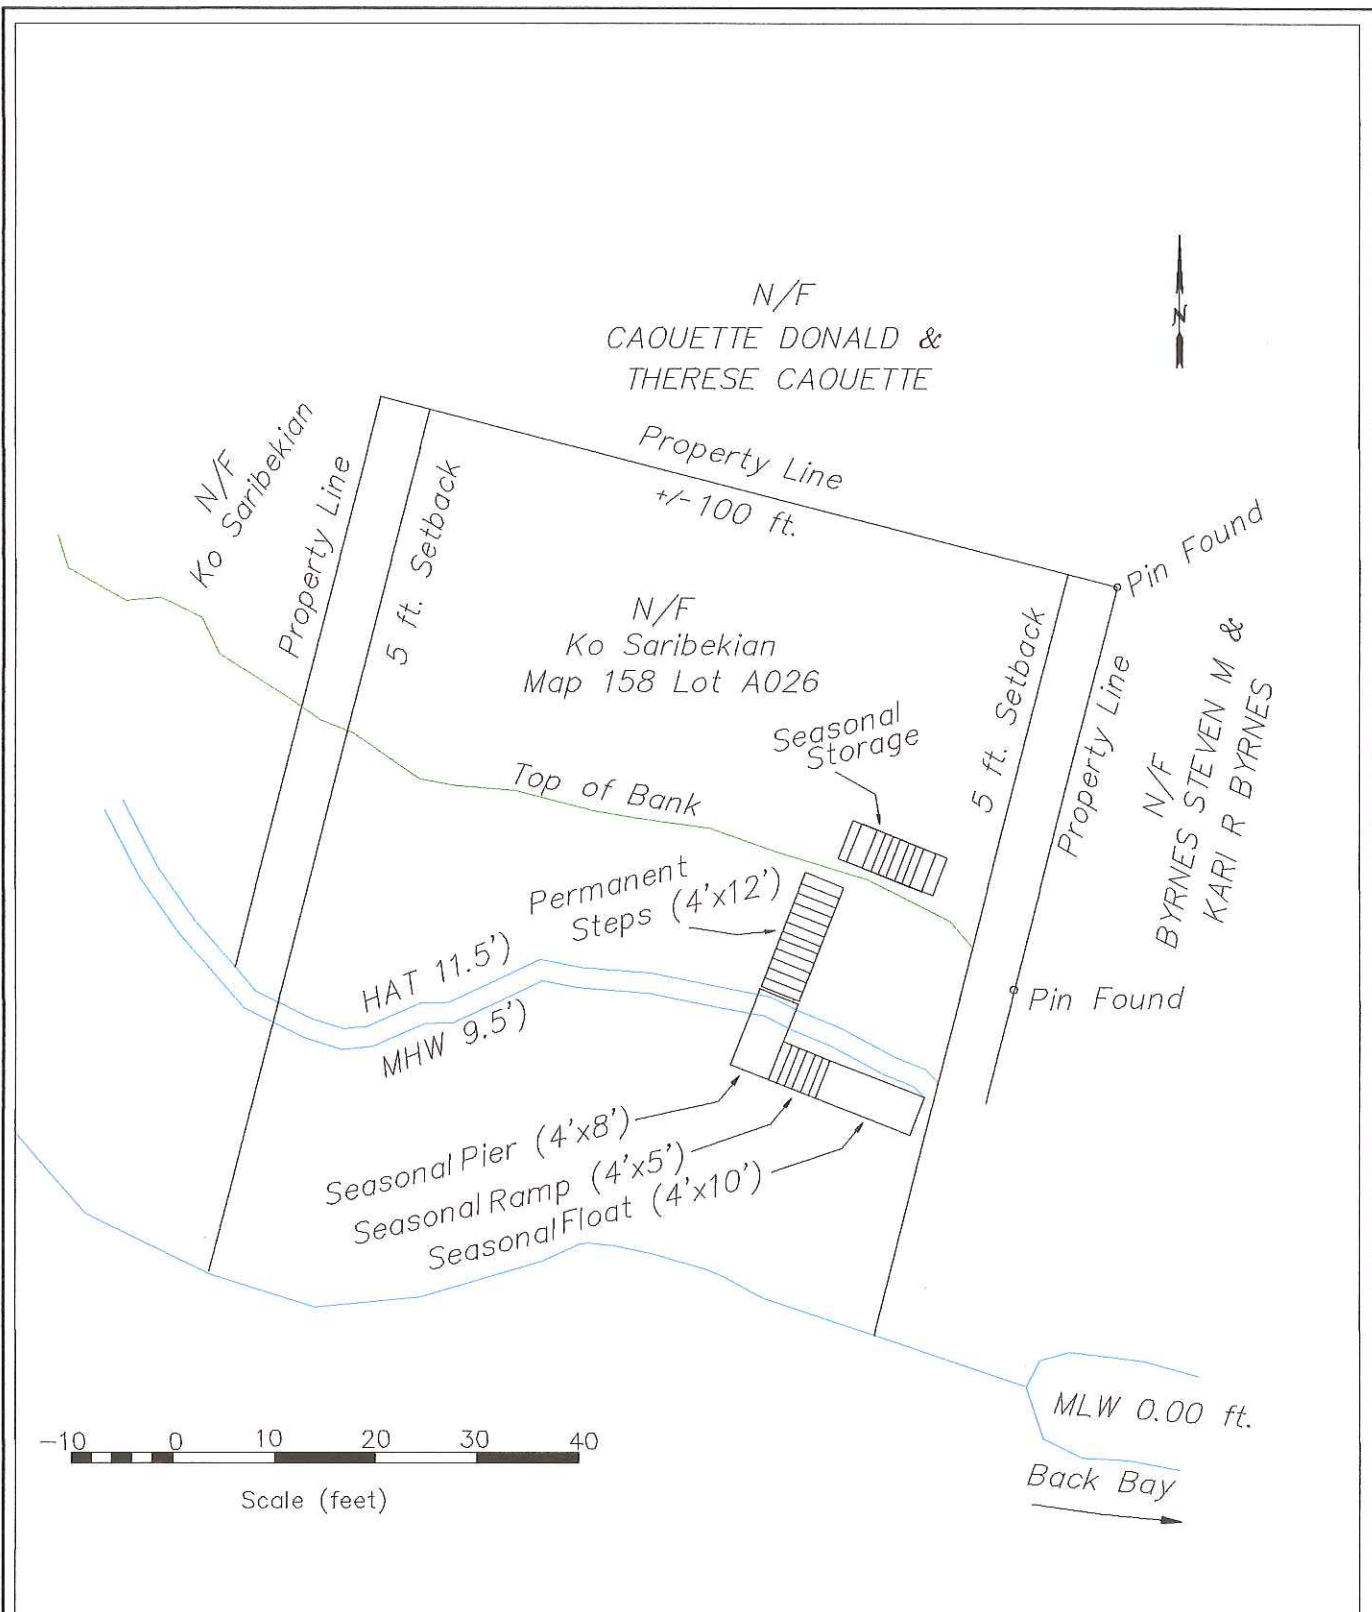 N/F
CAOUETTE DONALD &
THERESE CAOUETTE
N
N/F
Ko Saribekian
Property Line
5 ft. Setback
Property Line
+/-100 ft.
Pin Found
N/F
Ko Saribekian
Map 158 Lot A026
5 ft. Setback
Property Line
N/F
BYRNES STEVEN M &
KARI R BYRNES
Seasonal
Storage
Top of Bank
Permanent
Steps (4'x12')
HAT 11.5')
MHW 9.5')
Pin Found
Seasonal Pier (4'x8')
Seasonal Ramp (4'x5')
Seasonal Float (4'x10')
MLW 0.00 ft.
Back Bay
-10 0 10 20 30 40
Scale (feet)